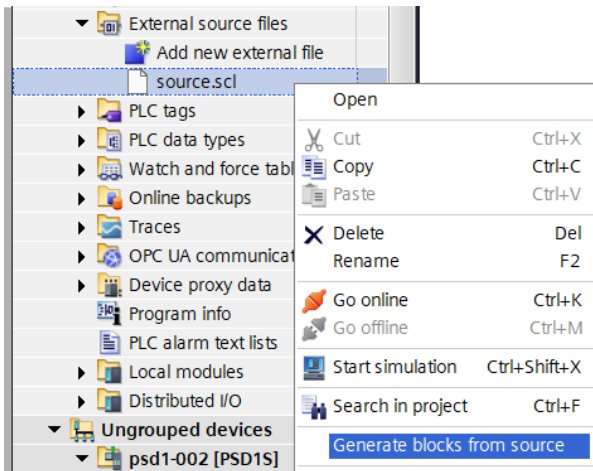 External source files
Add new external file
source.scl
PLC tags
PLC data types
Watch and force tabl
Online backups
Traces
OPC UA communicat
Device proxy data
Program info
PLC alarm text lists
Local modules
Distributed I/O
Ungrouped devices
psd1-002 [PSD1S]
Open
Cut Ctrl+X
Copy Ctrl+C
Paste Ctrl+V
Delete Del
Rename F2
Go online Ctrl+K
Go offline Ctrl+M
Start simulation Ctrl+Shift+X
Search in project Ctrl+F
Generate blocks from source